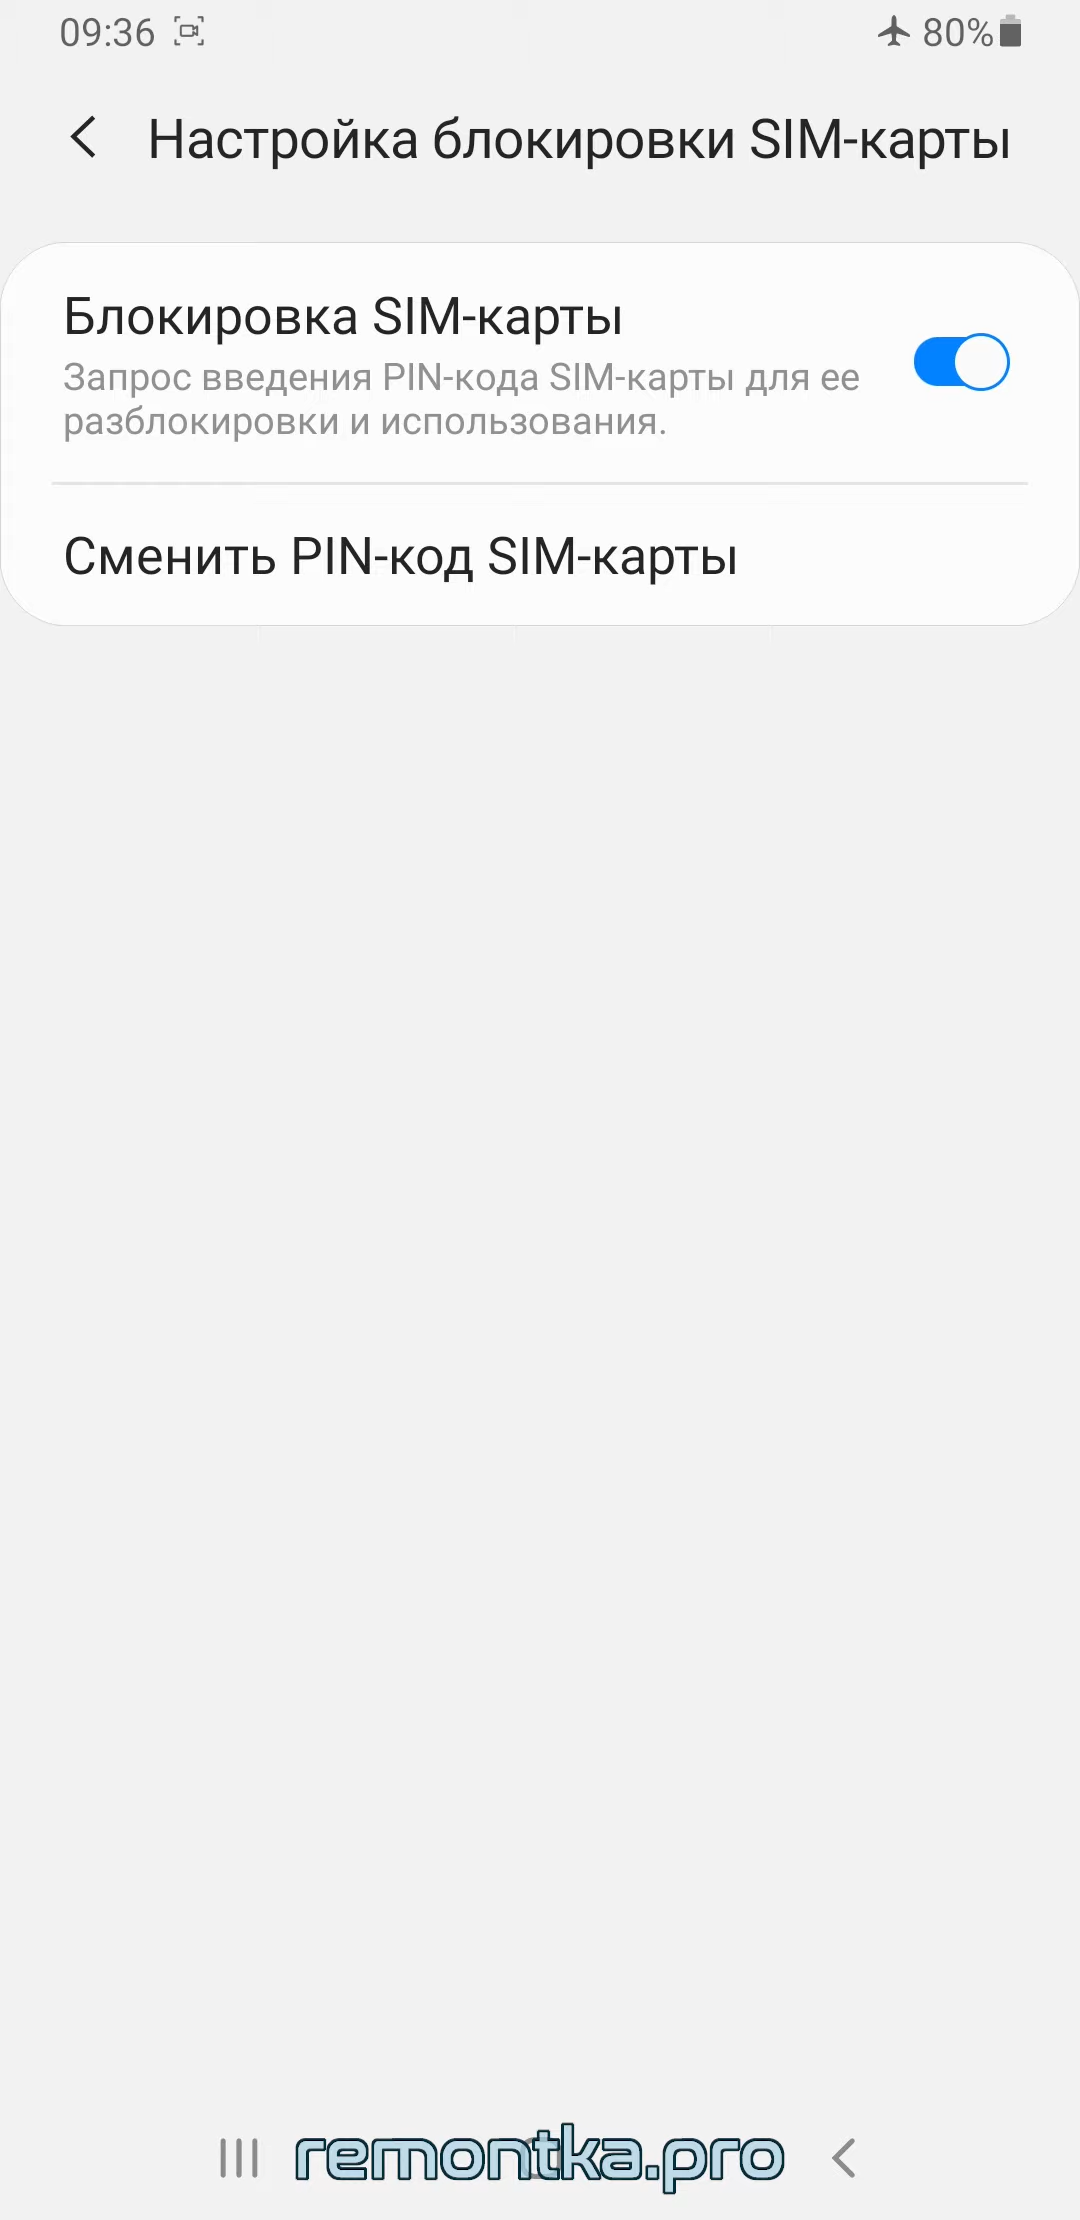 09:36 80%
Настройка блокировки SIM-карты
Блокировка SIM-карты
Запрос введения PIN-кода SIM-карты для ее
разблокировки и использования.
Сменить PIN-код SIM-карты
remontka.pro